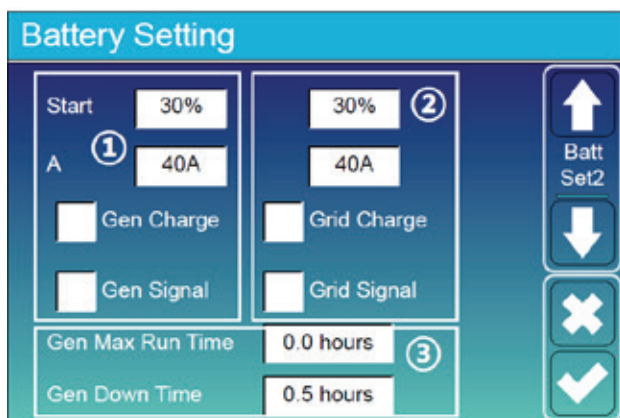 Battery Setting
Start 30% 30% ②
A ① 40A 40A
Gen Charge Grid Charge
Gen Signal Grid Signal
Gen Max Run Time 0.0 hours ③
Gen Down Time 0.5 hours
Batt
Set2